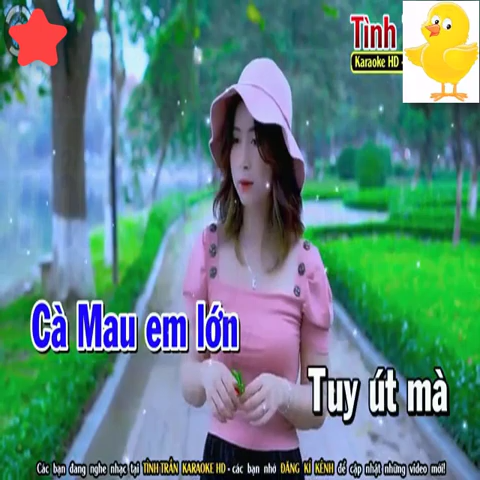 Tình
Karaoke HD -
Cà Mau em lớn
Tuy út mà
Các bạn đang nghe nhạc tại TÌNH TRẦN KARAOKE HD - các bạn nhớ ĐĂNG KÍ KÊNH để cập nhật những video mới!